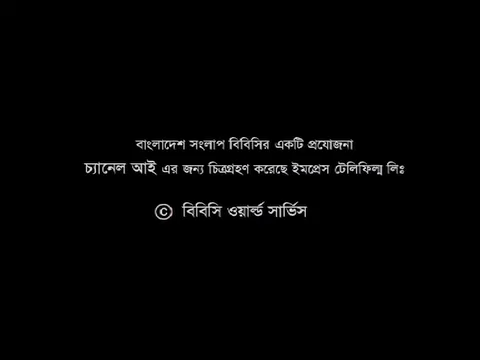 বাংলাদেশ সংলাপ বিবিসির একটি প্রযোজনা
চ্যানেল আই এর জন্য চিত্রগ্রহণ করেছে ইমপ্রেস টেলিফিল্ম লিঃ
© বিবিসি ওয়ার্ল্ড সার্ভিস